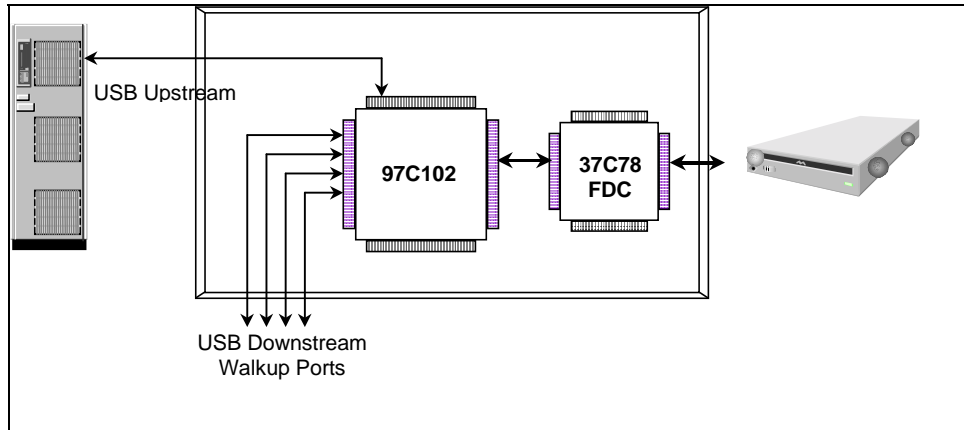 USB Upstream
97C102
37C78
FDC
USB Downstream
Walkup Ports